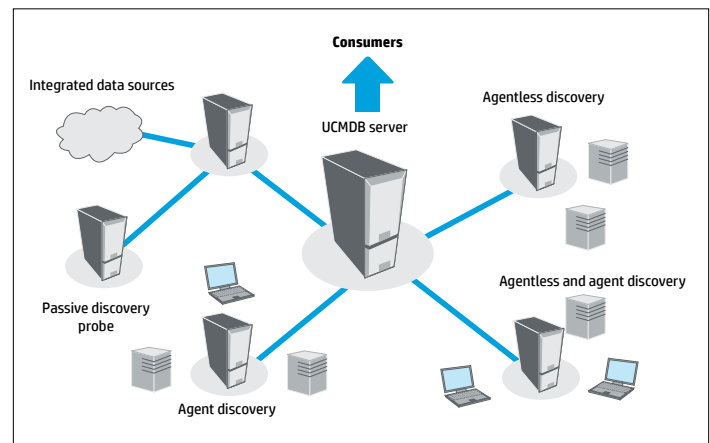 Consumers
Integrated data sources
Agentless discovery
UCMDB server
Passive discovery
probe
Agentless and agent discovery
Agent discovery